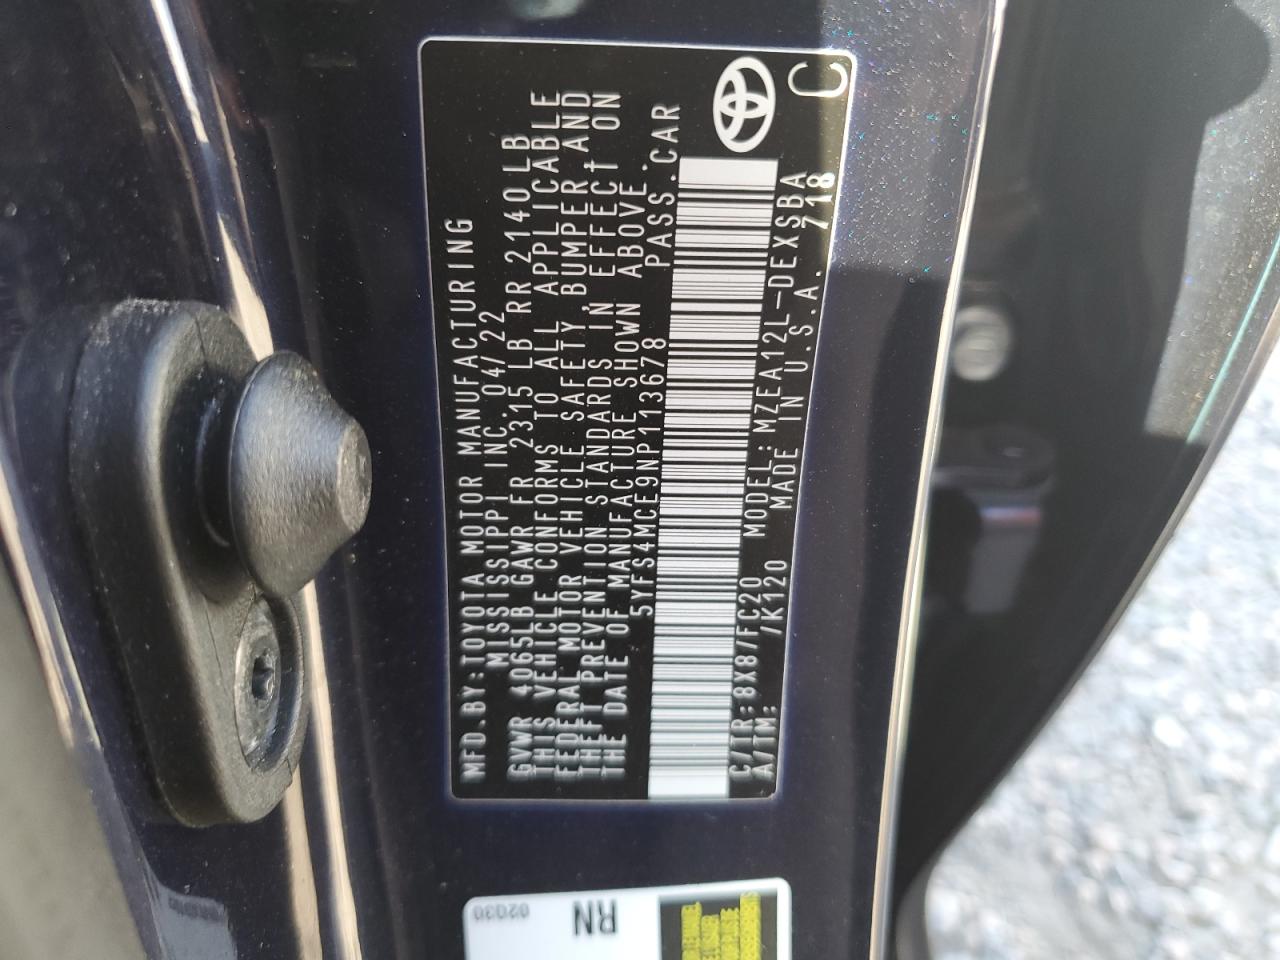 MFD.BY:TOYOTA MOTOR MANUFACTURING
MISSISSIPPI INC. 04/22
GVWR 4065LB GAWR FR 2315 LB RR 2140 LB
THIS VEHICLE CONFORMS TO ALL APPLICABLE
FEDERAL MOTOR VEHICLE SAFETY, BUMPER, AND
THEFT PREVENTION STANDARDS IN EFFECT ON
THE DATE OF MANUFACTURE SHOWN ABOVE.
5YFS4MCE9NP113678 PASS.CAR
C/TR: 8X8/FC20 MODEL: MZEA12L-DEXSBA
A/TM: /K120 MADE IN U.S.A. 718
C
02030
RN